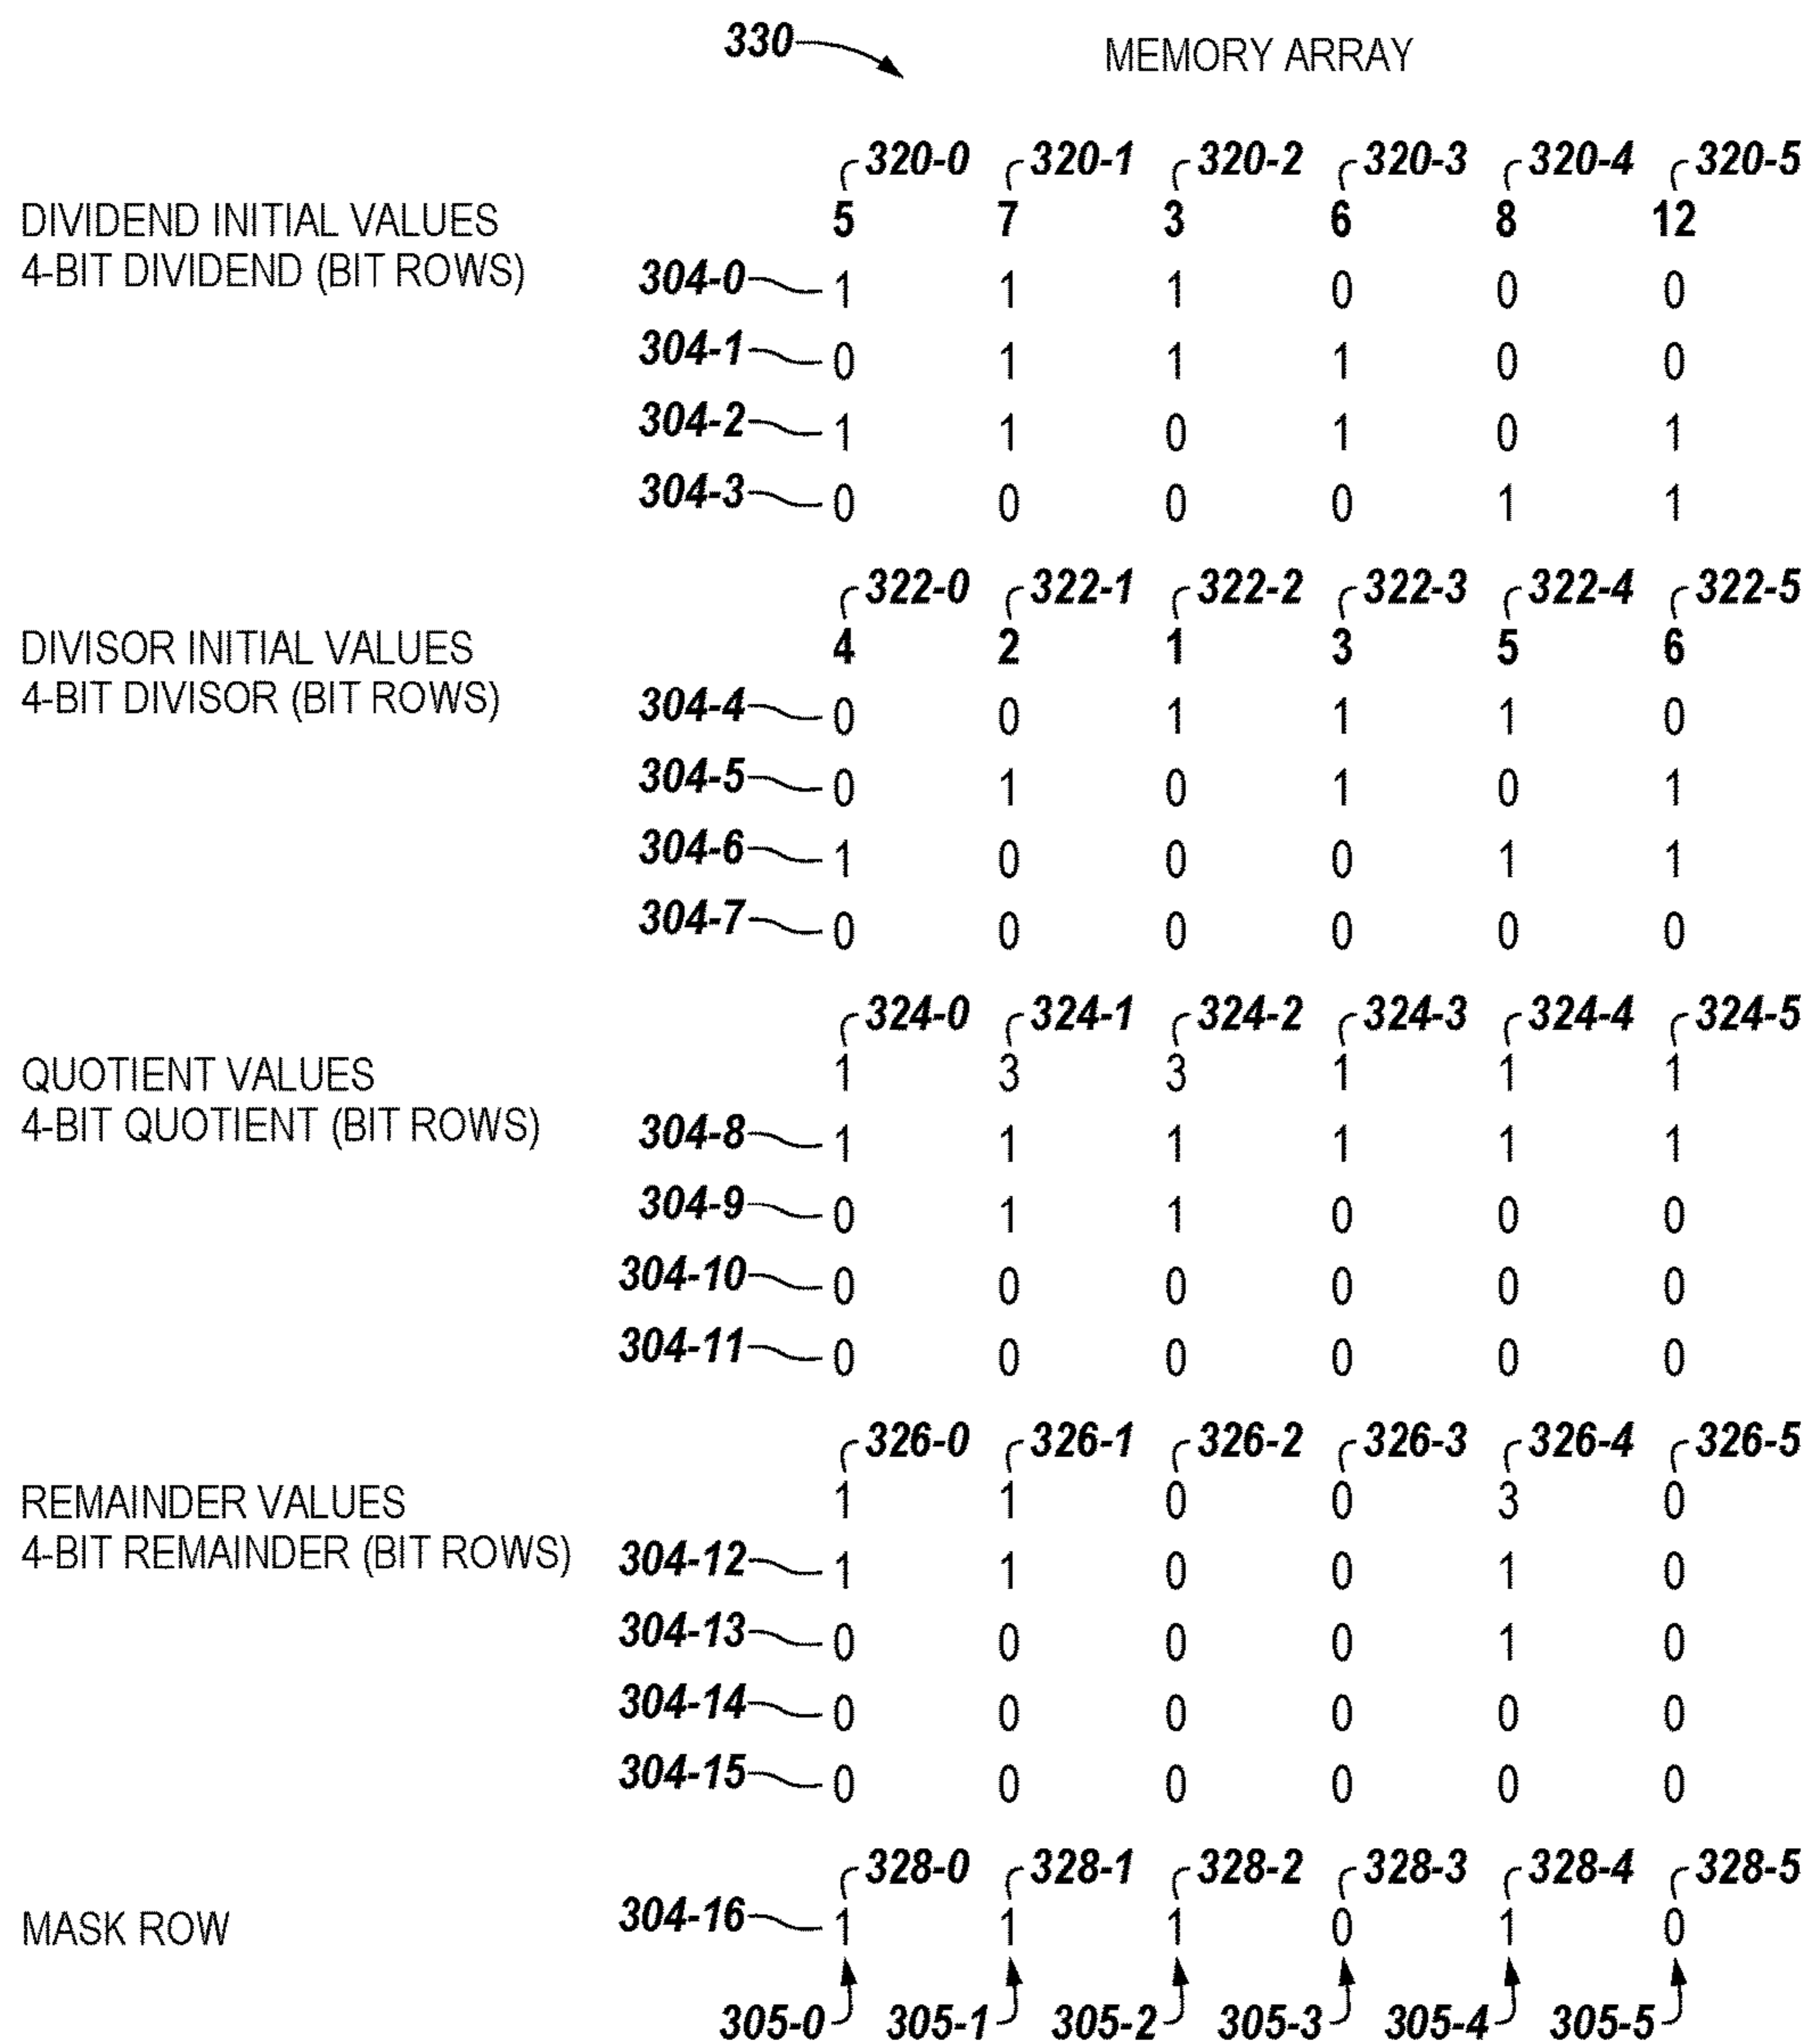 330 MEMORY ARRAY
320-0 320-1 320-2 320-3 320-4 320-5
DIVIDEND INITIAL VALUES 5 7 3 6 8 12
4-BIT DIVIDEND (BIT ROWS)
304-0 1 1 1 0 0 0
304-1 0 1 1 1 0 0
304-2 1 1 0 1 0 1
304-3 0 0 0 0 1 1
322-0 322-1 322-2 322-3 322-4 322-5
DIVISOR INITIAL VALUES 4 2 1 3 5 6
4-BIT DIVISOR (BIT ROWS)
304-4 0 0 1 1 1 0
304-5 0 1 0 1 0 1
304-6 1 0 0 0 1 1
304-7 0 0 0 0 0 0
324-0 324-1 324-2 324-3 324-4 324-5
QUOTIENT VALUES 1 3 3 1 1 1
4-BIT QUOTIENT (BIT ROWS)
304-8 1 1 1 1 1 1
304-9 0 1 1 0 0 0
304-10 0 0 0 0 0 0
304-11 0 0 0 0 0 0
326-0 326-1 326-2 326-3 326-4 326-5
REMAINDER VALUES 1 1 0 0 3 0
4-BIT REMAINDER (BIT ROWS)
304-12 1 1 0 0 1 0
304-13 0 0 0 0 1 0
304-14 0 0 0 0 0 0
304-15 0 0 0 0 0 0
328-0 328-1 328-2 328-3 328-4 328-5
MASK ROW 304-16 1 1 1 0 1 0
305-0 305-1 305-2 305-3 305-4 305-5